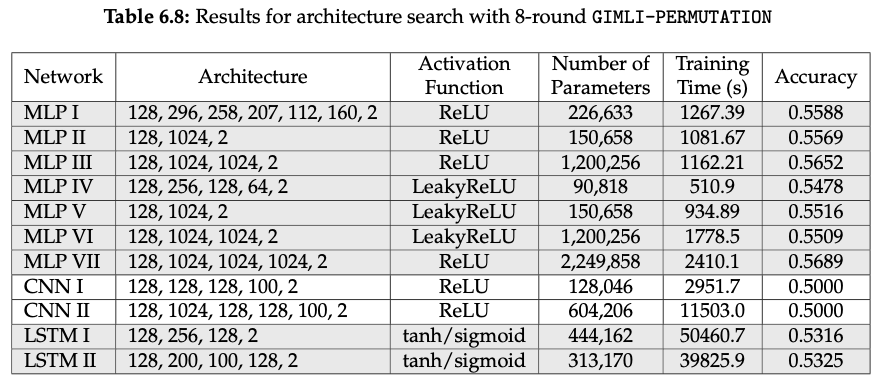 Table 6.8: Results for architecture search with 8-round GIMLI-PERMUTATION
Network Architecture Activation Function Number of Parameters Training Time (s) Accuracy
MLP I 128, 296, 258, 207, 112, 160, 2 ReLU 226,633 1267.39 0.5588
MLP II 128, 1024, 2 ReLU 150,658 1081.67 0.5569
MLP III 128, 1024, 1024, 2 ReLU 1,200,256 1162.21 0.5652
MLP IV 128, 256, 128, 64, 2 LeakyReLU 90,818 510.9 0.5478
MLP V 128, 1024, 2 LeakyReLU 150,658 934.89 0.5516
MLP VI 128, 1024, 1024, 2 LeakyReLU 1,200,256 1778.5 0.5509
MLP VII 128, 1024, 1024, 1024, 2 ReLU 2,249,858 2410.1 0.5689
CNN I 128, 128, 128, 100, 2 ReLU 128,046 2951.7 0.5000
CNN II 128, 1024, 128, 128, 100, 2 ReLU 604,206 11503.0 0.5000
LSTM I 128, 256, 128, 2 tanh/sigmoid 444,162 50460.7 0.5316
LSTM II 128, 200, 100, 128, 2 tanh/sigmoid 313,170 39825.9 0.5325